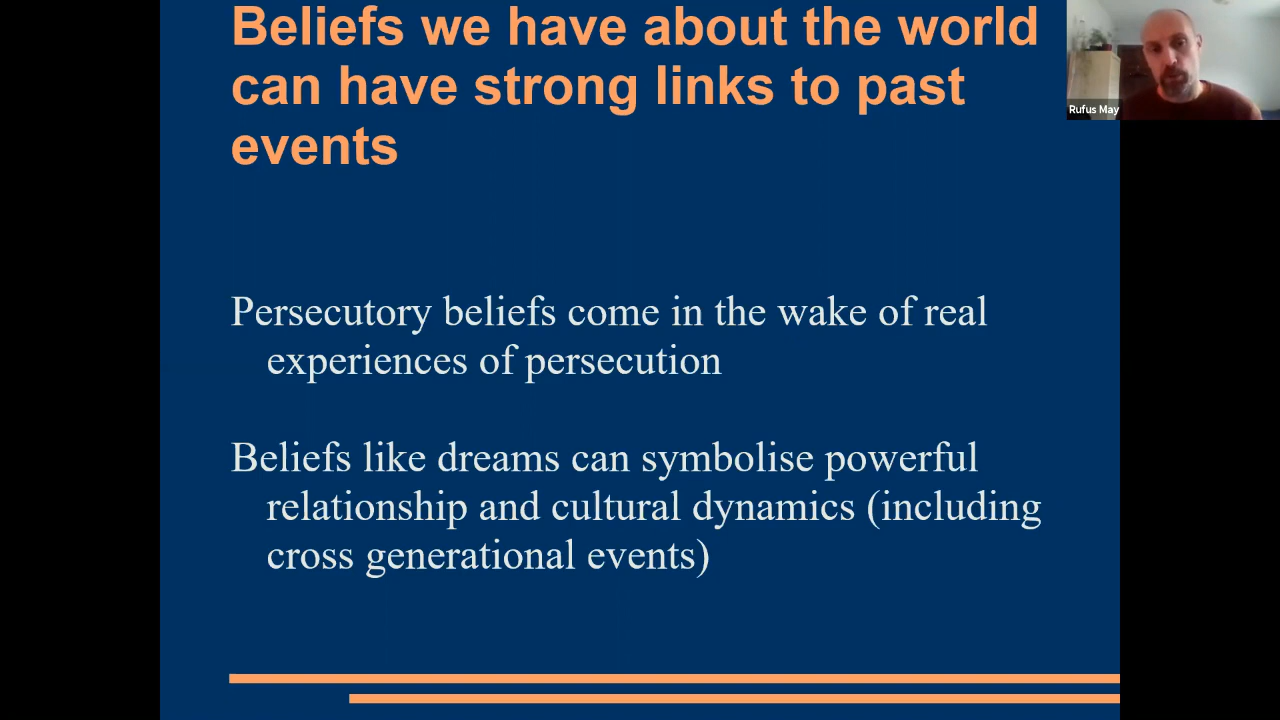 Beliefs we have about the world
can have strong links to past
events
Rufus May
Persecutory beliefs come in the wake of real
experiences of persecution
Beliefs like dreams can symbolise powerful
relationship and cultural dynamics (including
cross generational events)